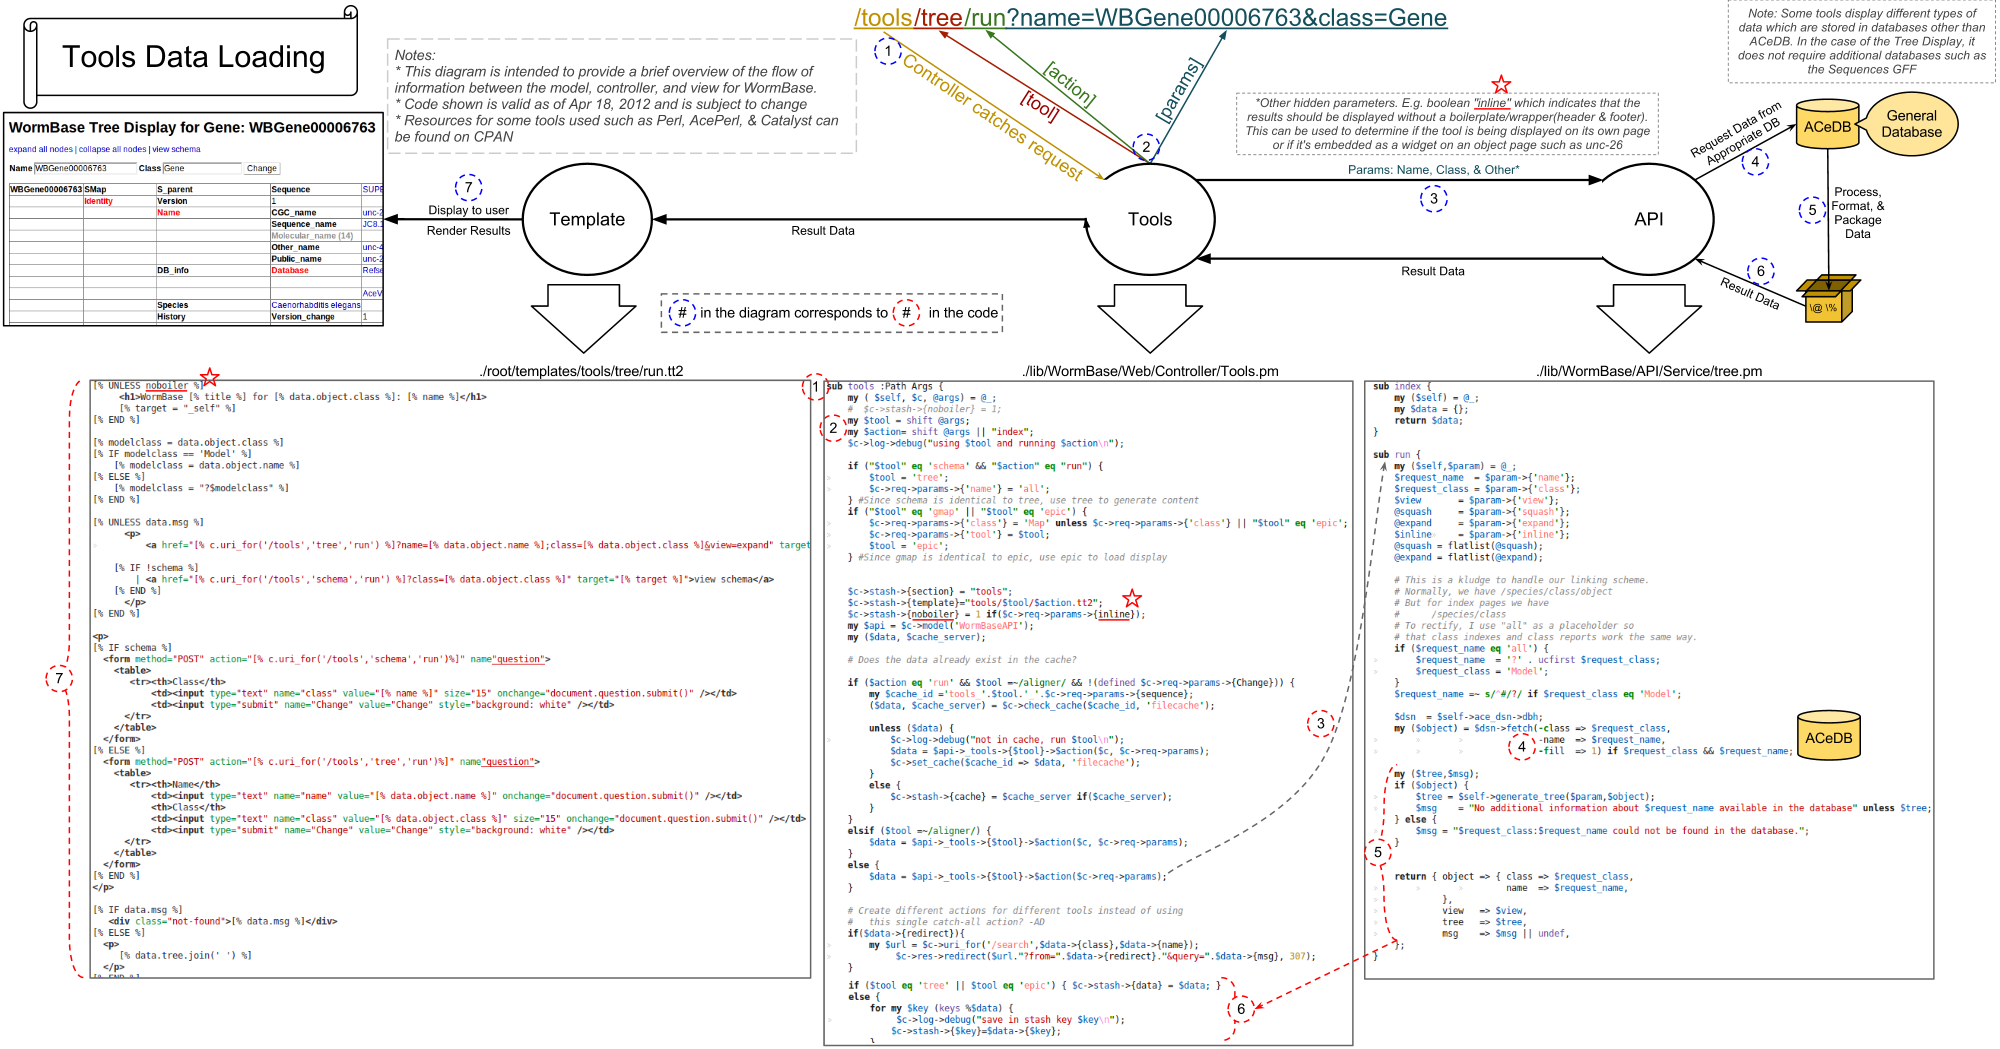 Tools Data Loading
/tools/tree/run?name=WBGene00006763&class=Gene
Notes:
* This diagram is intended to provide a brief overview of the flow of
information between the model, controller, and view for WormBase.
* Code shown is valid as of Apr 18, 2012 and is subject to change
* Resources for some tools used such as Perl, AcePerl, & Catalyst can
be found on CPAN
1
Controller catches request
[tool]
[action]
[params]
2
*Other hidden parameters. E.g. boolean "inline" which indicates that the
results should be displayed without a boilerplate/wrapper(header & footer).
This can be used to determine if the tool is being displayed on its own page
or if it's embedded as a widget on an object page such as unc-26
Note: Some tools display different types of
data which are stored in databases other than
ACeDB. In the case of the Tree Display, it
does not require additional databases such as
the Sequences GFF
WormBase Tree Display for Gene: WBGene00006763
expand all nodes | collapse all nodes | view schema
Name WBGene00006763 Class Gene Change
WBGene00006763 SMap S_parent Sequence SUPE
Identity Version 1
Name CGC_name unc-2
Sequence_name JC8.1
Molecular_name (14)
Other_name unc-4
Public_name unc-2
DB_info Database Refse
AceV
Species Caenorhabditis elegans
History Version_change 1
7
Display to user
Render Results
Template
Result Data
Tools
Params: Name, Class, & Other*
3
Result Data
API
Request Data from
Appropriate DB
4
ACeDB
General
Database
5
Process,
Format, &
Package
Data
6
Result Data
\@ \%
# in the diagram corresponds to # in the code
./root/templates/tools/tree/run.tt2
7
[% UNLESS noboiler %]
<h1>WormBase [% title %] for [% data.object.class %]: [% name %]</h1>
[% target = "_self" %]
[% END %]
[% modelclass = data.object.class %]
[% IF modelclass == 'Model' %]
[% modelclass = data.object.name %]
[% ELSE %]
[% modelclass = "?$modelclass" %]
[% END %]
[% UNLESS data.msg %]
<p>
<a href="[% c.uri_for('/tools','tree','run') %]?name=[% data.object.name %];class=[% data.object.class %]&view=expand" target
[% IF !schema %]
| <a href="[% c.uri_for('/tools','schema','run') %]?class=[% data.object.class %]" target="[% target %]">view schema</a>
[% END %]
</p>
[% END %]
<p>
[% IF schema %]
<form method="POST" action="[% c.uri_for('/tools','schema','run')%]" name"question">
<table>
<tr><th>Class</th>
<td><input type="text" name="class" value="[% name %]" size="15" onchange="document.question.submit()" /></td>
<td><input type="submit" name="Change" value="Change" style="background: white" /></td>
</tr>
</table>
</form>
[% ELSE %]
<form method="POST" action="[% c.uri_for('/tools','tree','run')%]" name"question">
<table>
<tr><th>Name</th>
<td><input type="text" name="name" value="[% data.object.name %]" onchange="document.question.submit()" /></td>
<th>Class</th>
<td><input type="text" name="class" value="[% data.object.class %]" size="15" onchange="document.question.submit()" /></td>
<td><input type="submit" name="Change" value="Change" style="background: white" /></td>
</tr>
</table>
</form>
[% END %]
</p>
[% IF data.msg %]
<div class="not-found">[% data.msg %]</div>
[% ELSE %]
<p>
[% data.tree.join(' ') %]
</p>
[% END %]
./lib/WormBase/Web/Controller/Tools.pm
1
sub tools :Path Args {
my ( $self, $c, @args) = @_;
# $c->stash->{noboiler} = 1;
2
my $tool = shift @args;
my $action= shift @args || "index";
$c->log->debug("using $tool and running $action\n");
if ("$tool" eq 'schema' && "$action" eq "run") {
$tool = 'tree';
$c->req->params->{'name'} = 'all';
} #Since schema is identical to tree, use tree to generate content
if ("$tool" eq 'gmap' || "$tool" eq 'epic') {
$c->req->params->{'class'} = 'Map' unless $c->req->params->{'class'} || "$tool" eq 'epic';
$c->req->params->{'tool'} = $tool;
$tool = 'epic';
} #Since gmap is identical to epic, use epic to load display
$c->stash->{section} = "tools";
$c->stash->{template}="tools/$tool/$action.tt2";
$c->stash->{noboiler} = 1 if($c->req->params->{inline});
my $api = $c->model('WormBaseAPI');
my ($data, $cache_server);
# Does the data already exist in the cache?
if ($action eq 'run' && $tool =~/aligner/ && !(defined $c->req->params->{Change})) {
my $cache_id ='tools_'.$tool.'_'.$c->req->params->{sequence};
($data, $cache_server) = $c->check_cache($cache_id, 'filecache');
unless ($data) {
$c->log->debug("not in cache, run $tool\n");
$data = $api->_tools->{$tool}->$action($c, $c->req->params);
$c->set_cache($cache_id => $data, 'filecache');
}
else {
$c->stash->{cache} = $cache_server if($cache_server);
}
}
elsif ($tool =~/aligner/) {
$data = $api->_tools->{$tool}->$action($c, $c->req->params);
}
else {
$data = $api->_tools->{$tool}->$action($c->req->params);
}
3
# Create different actions for different tools instead of using
# this single catch-all action? -AD
if($data->{redirect}){
my $url = $c->uri_for('/search',$data->{class},$data->{name});
$c->res->redirect($url."?from=".$data->{redirect}."&query=".$data->{msg}, 307);
}
if ($tool eq 'tree' || $tool eq 'epic') { $c->stash->{data} = $data; }
else {
for my $key (keys %$data) {
$c->log->debug("save in stash key $key\n");
$c->stash->{$key}=$data->{$key};
}
6
./lib/WormBase/API/Service/tree.pm
sub index {
my ($self) = @_;
my $data = {};
return $data;
}
sub run {
my ($self,$param) = @_;
$request_name = $param->{'name'};
$request_class = $param->{'class'};
$view = $param->{'view'};
@squash = $param->{'squash'};
@expand = $param->{'expand'};
$inline = $param->{'inline'};
@squash = flatlist(@squash);
@expand = flatlist(@expand);
# This is a kludge to handle our linking scheme.
# Normally, we have /species/class/object
# But for index pages we have
# /species/class
# To rectify, I use "all" as a placeholder so
# that class indexes and class reports work the same way.
if ($request_name eq 'all') {
$request_name = '?' . ucfirst $request_class;
$request_class = 'Model';
}
$request_name =~ s/^#/?/ if $request_class eq 'Model';
$dsn = $self->ace_dsn->dbh;
my ($object) = $dsn->fetch(-class => $request_class,
-name => $request_name,
4
-fill => 1) if $request_class && $request_name;
ACeDB
my ($tree,$msg);
if ($object) {
$tree = $self->generate_tree($param,$object);
$msg = "No additional information about $request_name available in the database" unless $tree;
} else {
$msg = "$request_class:$request_name could not be found in the database.";
}
5
return { object => { class => $request_class,
name => $request_name,
},
view => $view,
tree => $tree,
msg => $msg || undef,
};
}